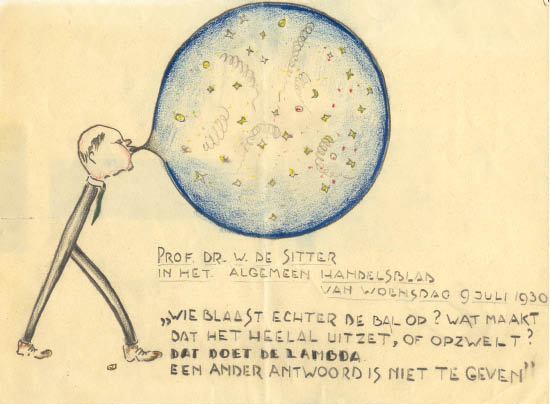 PROF. DR. W. DE SITTER
IN HET ALGEMEEN HANDELSBLAD
VAN WOENSDAG 9 JULI 1930
„WIE BLAAST ECHTER DE BAL OP? WAT MAAKT
DAT HET HEELAL UITZET, OF OPZWELT?
DAT DOET DE LAMBDA.
EEN ANDER ANTWOORD IS NIET TE GEVEN”